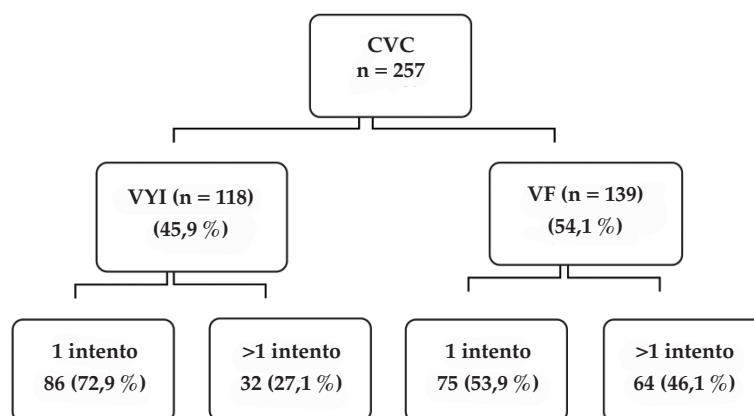 CVC
n = 257
VYI (n = 118)
(45,9 %)
VF (n = 139)
(54,1 %)
1 intento
86 (72,9 %)
>1 intento
32 (27,1 %)
1 intento
75 (53,9 %)
>1 intento
64 (46,1 %)